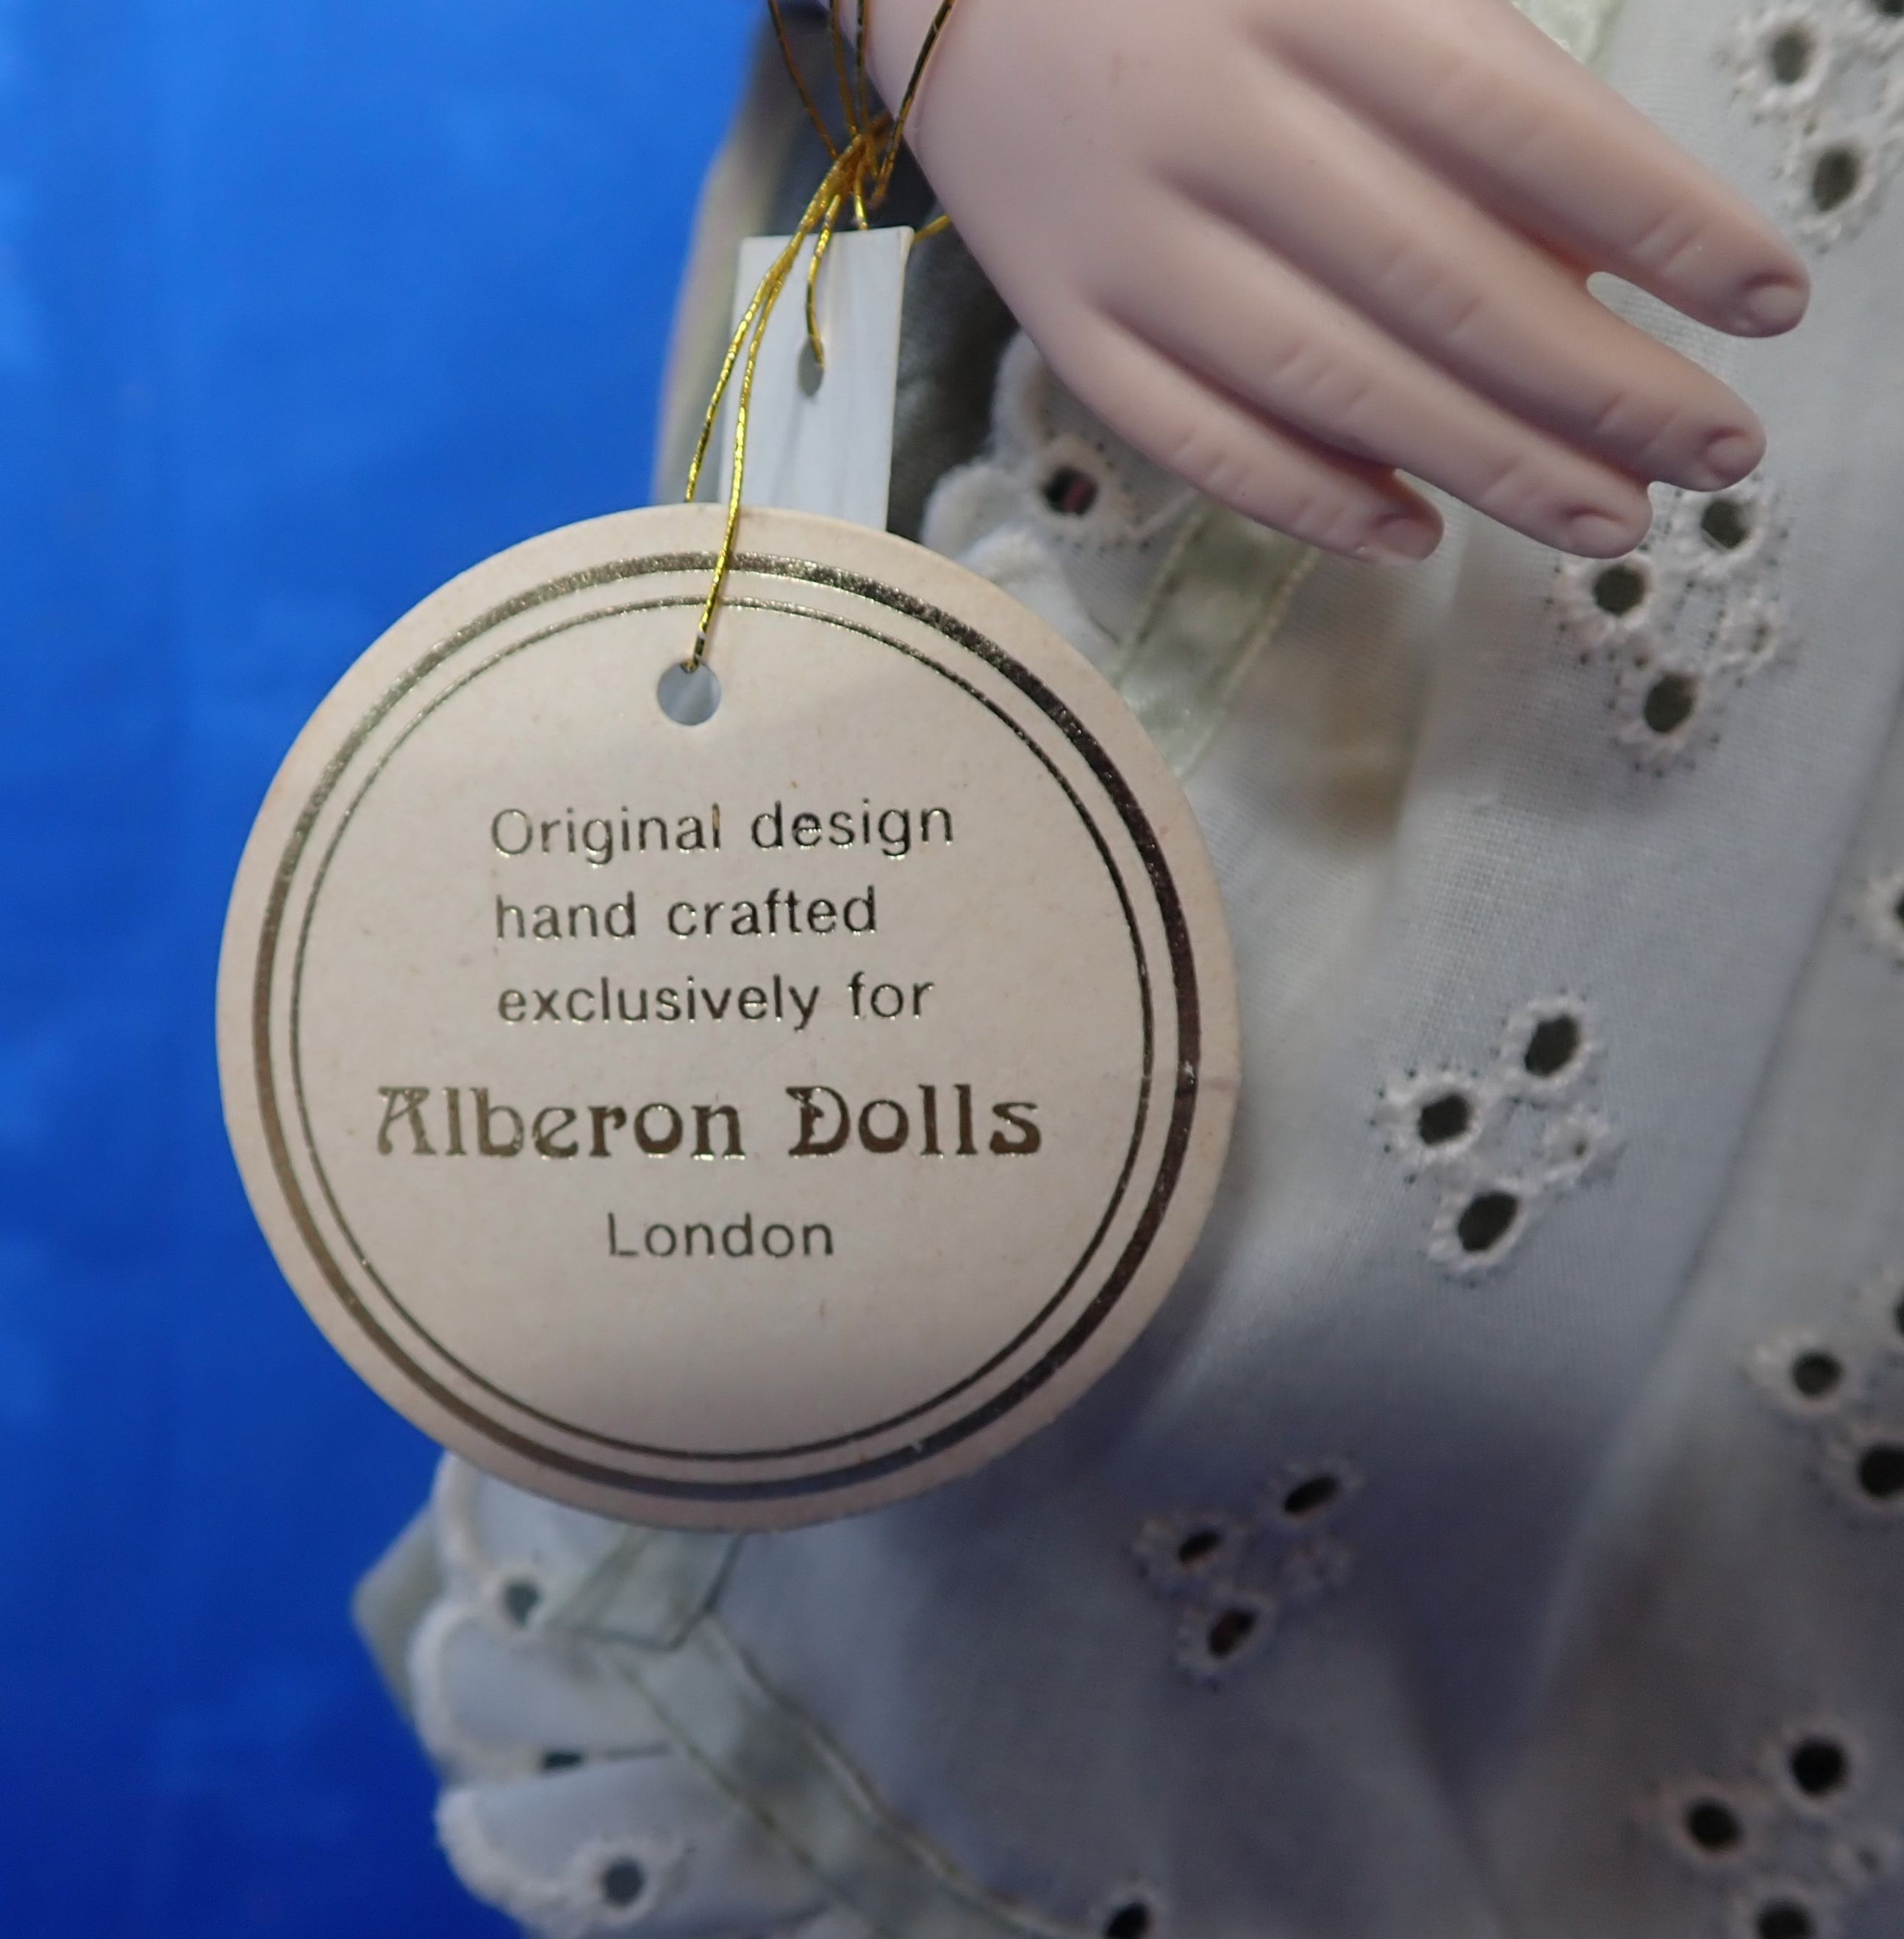 Original design
hand crafted
exclusively for
Alberon Dolls
London